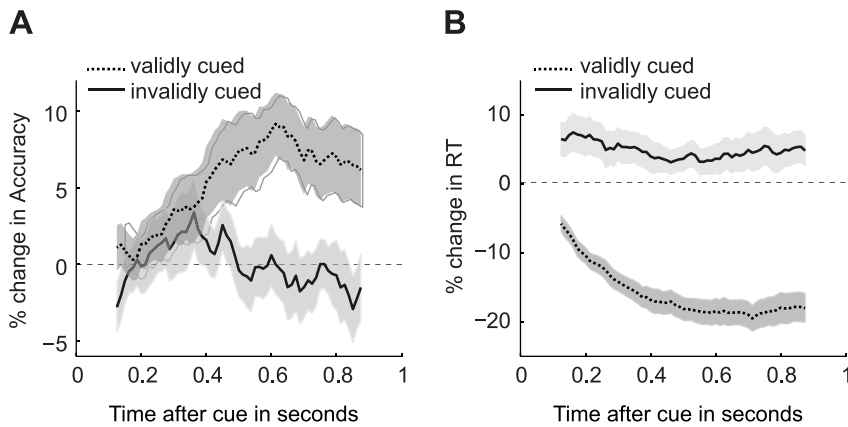 A
validly cued
invalidly cued
% change in Accuracy
10
5
0
−5
0
0.2
0.4
0.6
0.8
1
Time after cue in seconds
B
validly cued
invalidly cued
% change in RT
10
0
−10
−20
0
0.2
0.4
0.6
0.8
1
Time after cue in seconds